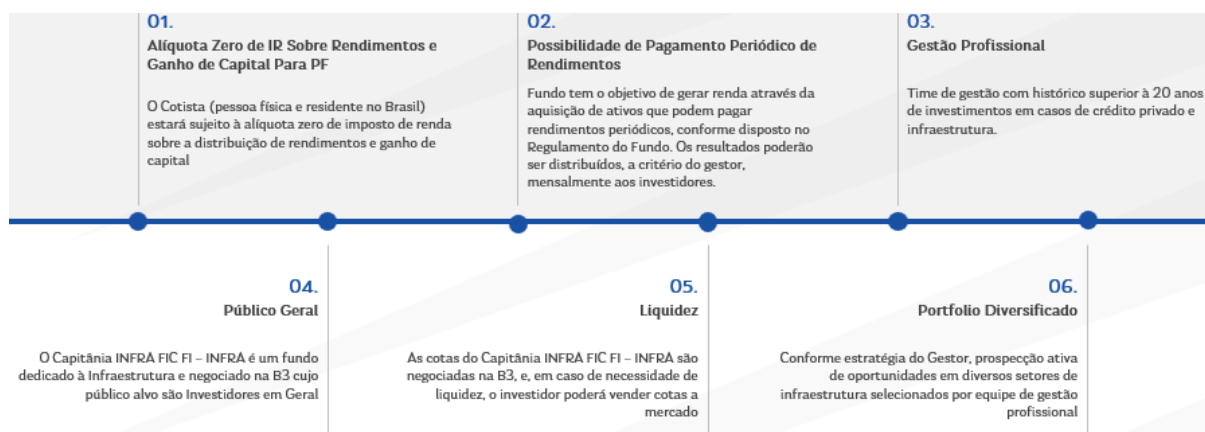 01.
Alíquota Zero de IR Sobre Rendimentos e
Ganho de Capital Para PF
O Cotista (pessoa física e residente no Brasil)
estará sujeito à alíquota zero de imposto de renda
sobre a distribuição de rendimentos e ganho de
capital
02.
Possibilidade de Pagamento Periódico de
Rendimentos
Fundo tem o objetivo de gerar renda através da
aquisição de ativos que podem pagar
rendimentos periódicos, conforme disposto no
Regulamento do Fundo. Os resultados poderão
ser distribuídos, a critério do gestor,
mensalmente aos investidores.
03.
Gestão Profissional
Time de gestão com histórico superior à 20 anos
de investimentos em casos de crédito privado e
infraestrutura.
04.
Público Geral
O Capitânia INFRA FIC FI – INFRA é um fundo
dedicado à Infraestrutura e negociado na B3 cujo
público alvo são Investidores em Geral
05.
Liquidez
As cotas do Capitânia INFRA FIC FI – INFRA são
negociadas na B3, e, em caso de necessidade de
liquidez, o investidor poderá vender cotas a
mercado
06.
Portfolio Diversificado
Conforme estratégia do Gestor, prospecção ativa
de oportunidades em diversos setores de
infraestrutura selecionados por equipe de gestão
profissional